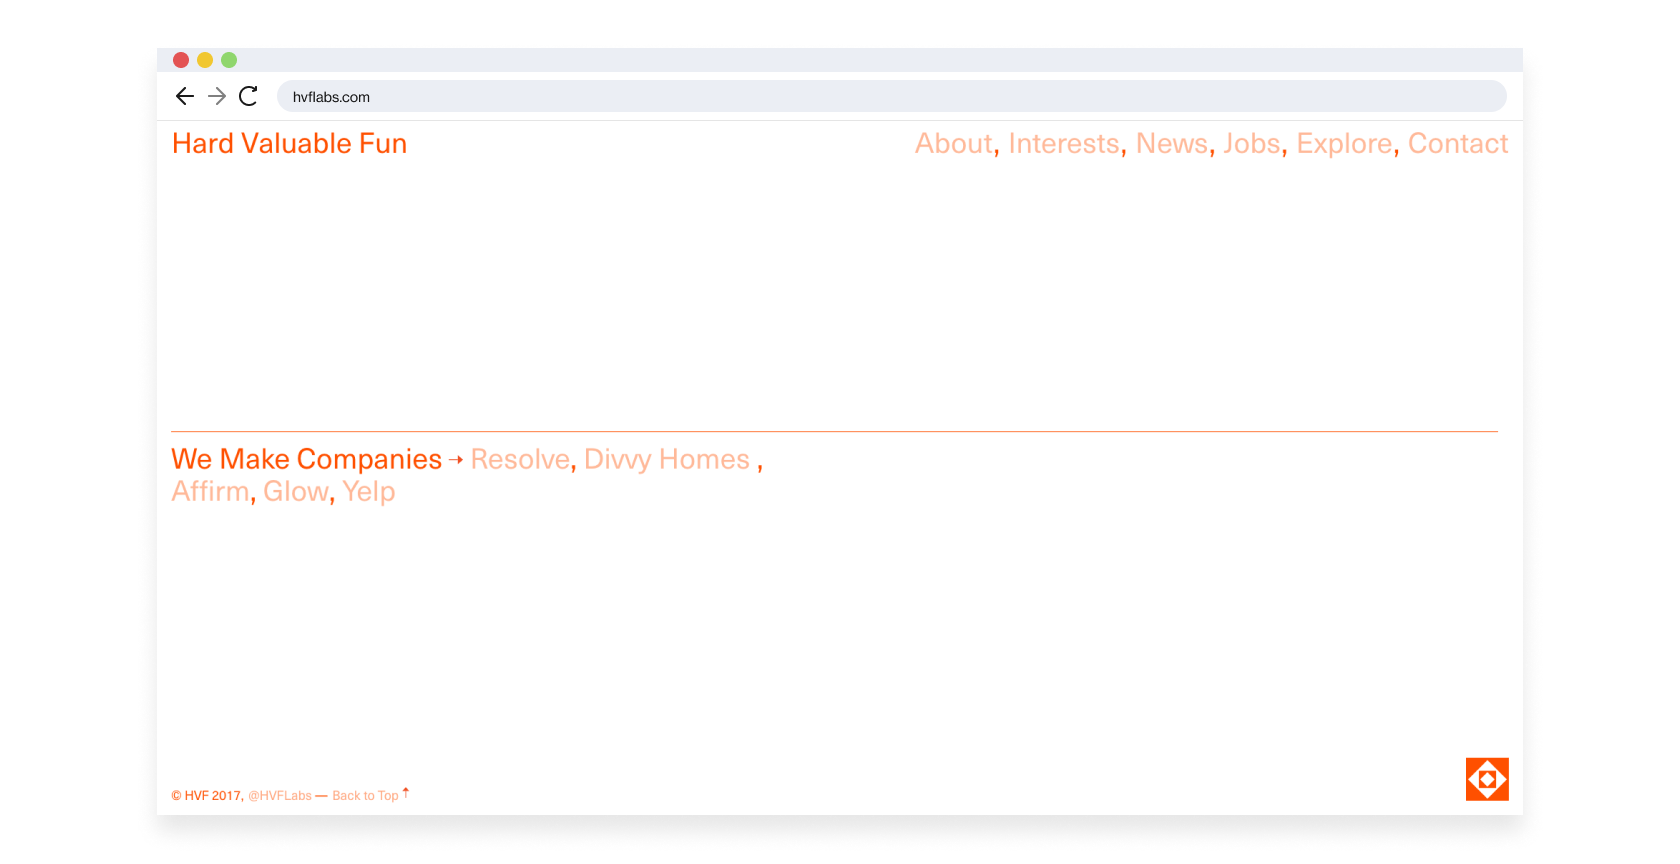 hvflabs.com
Hard Valuable Fun
About, Interests, News, Jobs, Explore, Contact
We Make Companies ➝ Resolve, Divvy Homes ,
Affirm, Glow, Yelp
© HVF 2017, @HVFLabs — Back to Top ↑